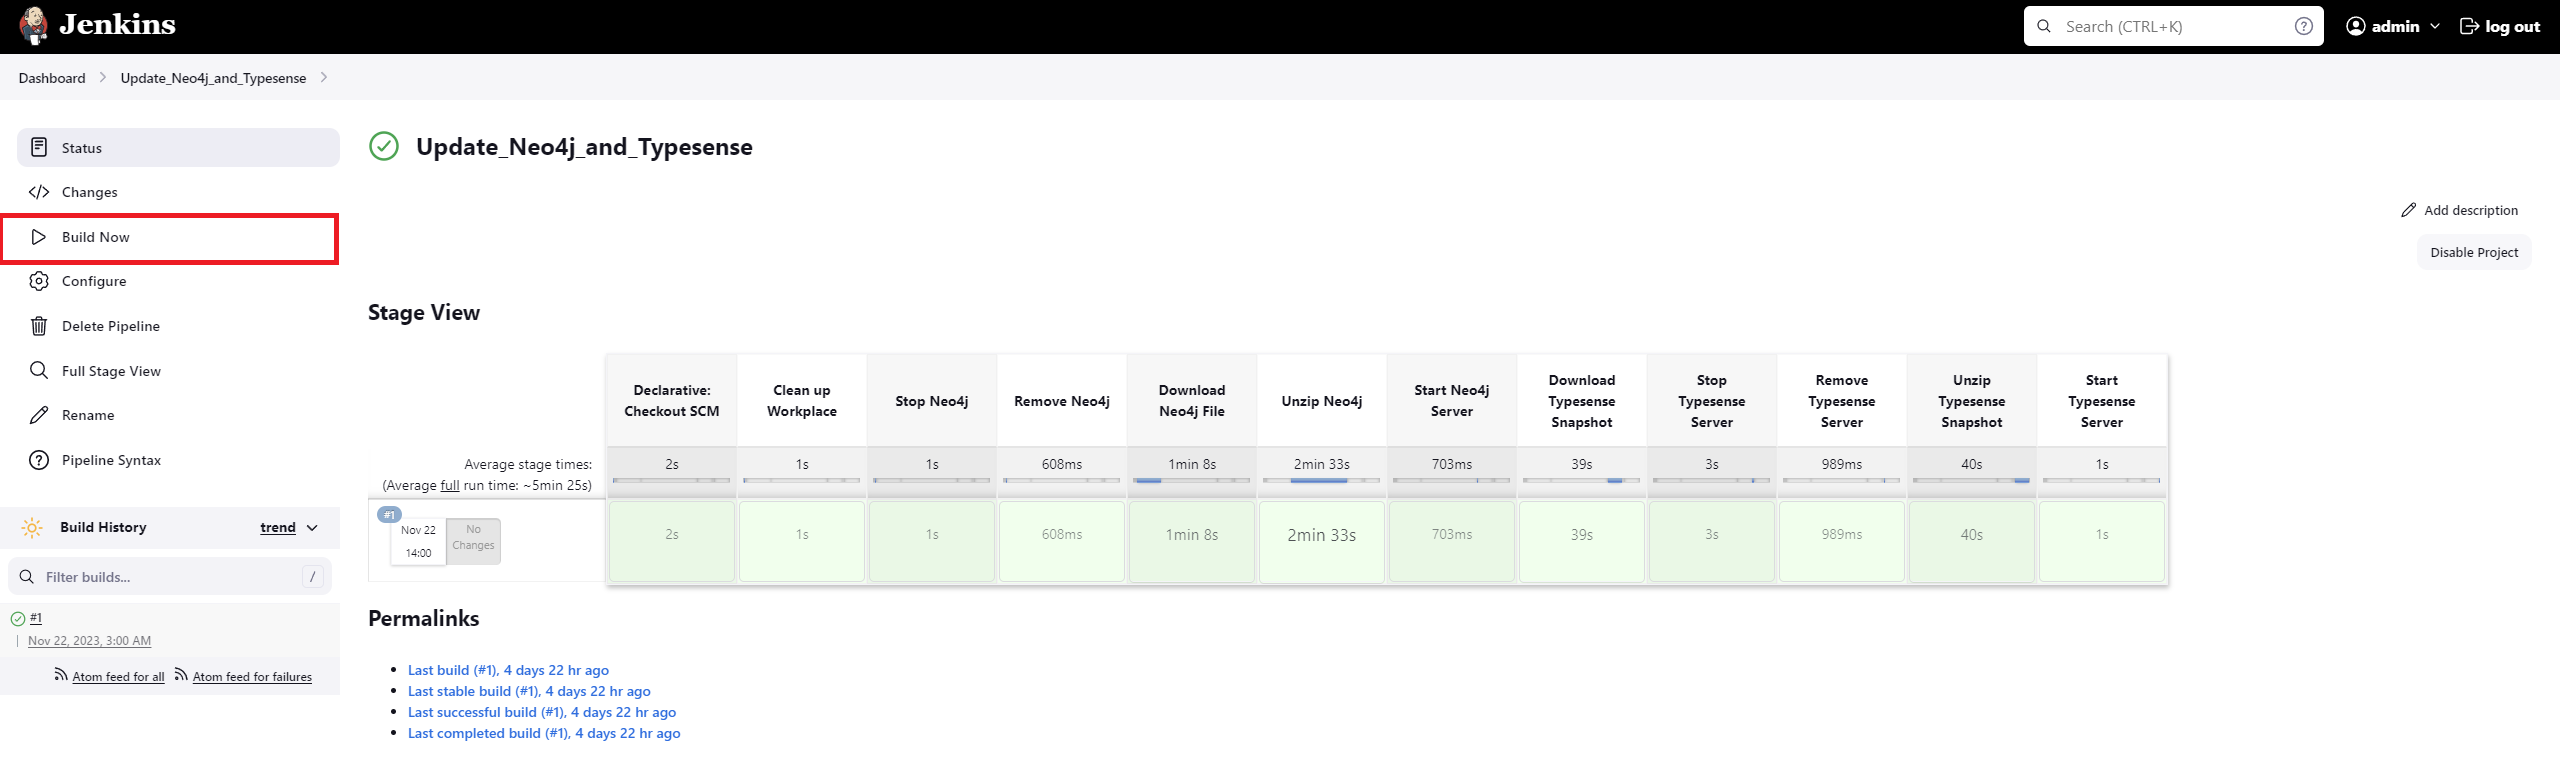 Jenkins
Search (CTRL+K)
admin
log out
Dashboard
Update_Neo4j_and_Typesense
Status
Changes
Build Now
Configure
Delete Pipeline
Full Stage View
Rename
Pipeline Syntax
Build History
trend
Filter builds...
/
#1
Nov 22, 2023, 3:00 AM
Atom feed for all
Atom feed for failures
Update_Neo4j_and_Typesense
Add description
Disable Project
Stage View
Declarative:
Checkout SCM
Clean up
Workplace
Stop Neo4j
Remove Neo4j
Download
Neo4j File
Unzip Neo4j
Start Neo4j
Server
Download
Typesense
Snapshot
Stop
Typesense
Server
Remove
Typesense
Server
Unzip
Typesense
Snapshot
Start
Typesense
Server
Average stage times:
(Average full run time: ~5min 25s)
2s
1s
1s
608ms
1min 8s
2min 33s
703ms
39s
3s
989ms
40s
1s
#1
Nov 22
14:00
No
Changes
2s
1s
1s
608ms
1min 8s
2min 33s
703ms
39s
3s
989ms
40s
1s
Permalinks
Last build (#1), 4 days 22 hr ago
Last stable build (#1), 4 days 22 hr ago
Last successful build (#1), 4 days 22 hr ago
Last completed build (#1), 4 days 22 hr ago